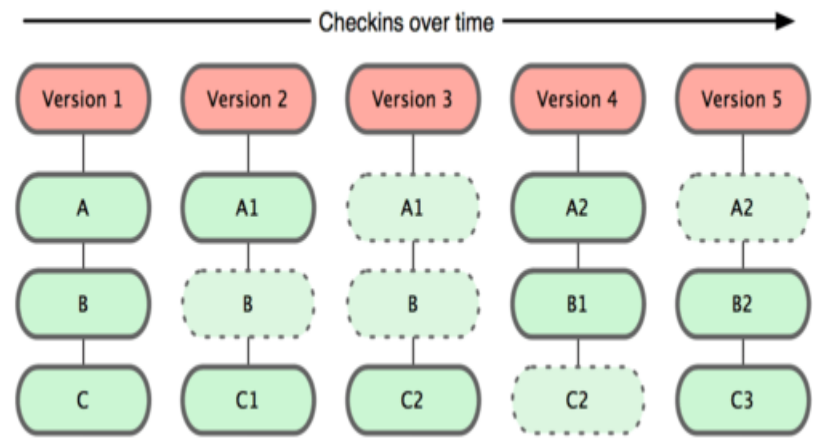 Checkins over time
Version 1 Version 2 Version 3 Version 4 Version 5
A A1 A1 A2 A2
B B B B1 B2
C C1 C2 C2 C3